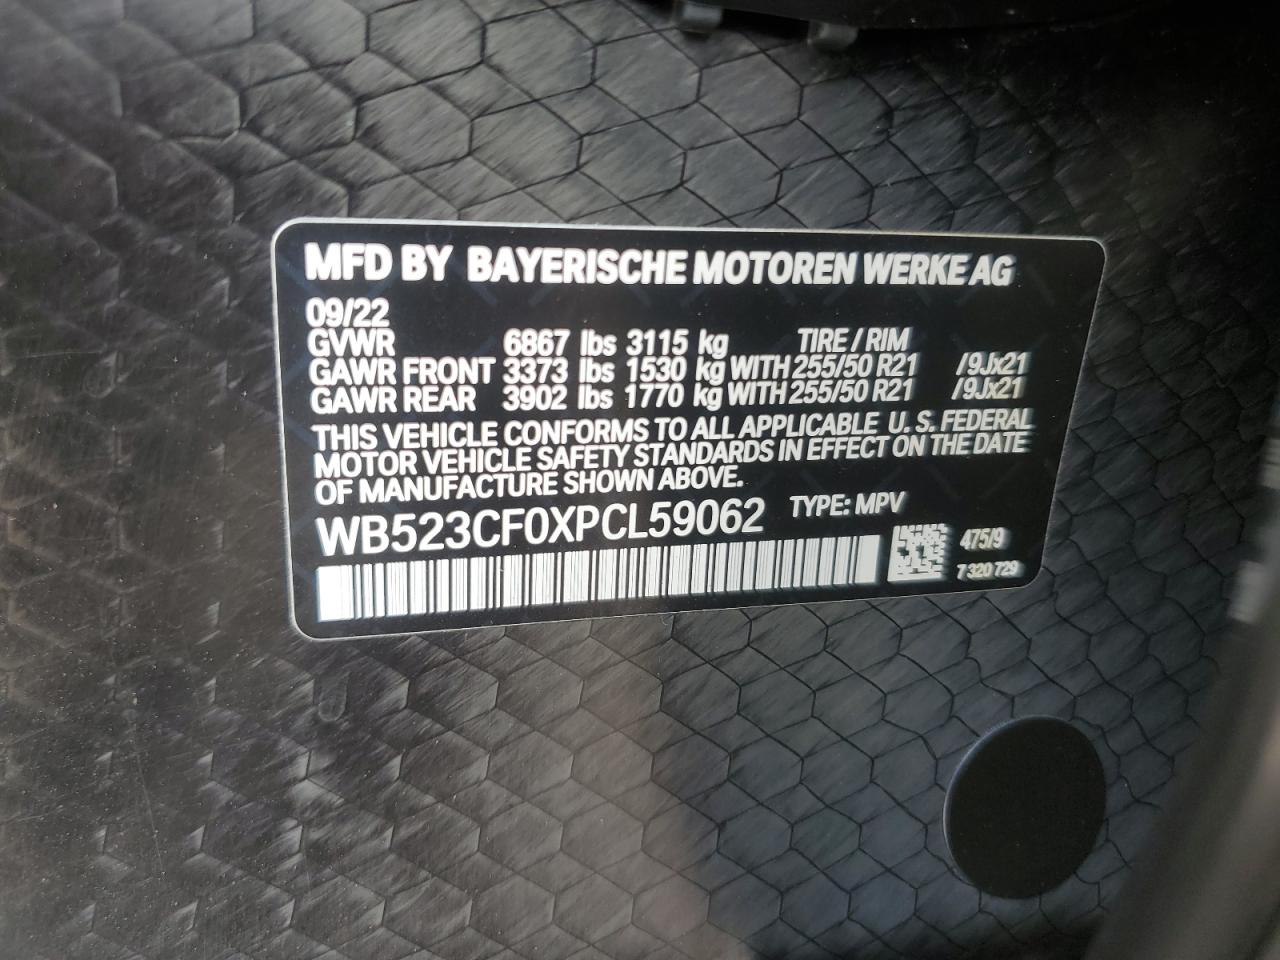 MFD BY BAYERISCHE MOTOREN WERKE AG
09/22
GVWR 6867 lbs 3115 kg TIRE / RIM
GAWR FRONT 3373 lbs 1530 kg WITH 255/50 R21 /9Jx21
GAWR REAR 3902 lbs 1770 kg WITH 255/50 R21 /9Jx21
THIS VEHICLE CONFORMS TO ALL APPLICABLE U. S. FEDERAL
MOTOR VEHICLE SAFETY STANDARDS IN EFFECT ON THE DATE
OF MANUFACTURE SHOWN ABOVE.
WB523CF0XPCL59062 TYPE: MPV
475/9
7 320 729